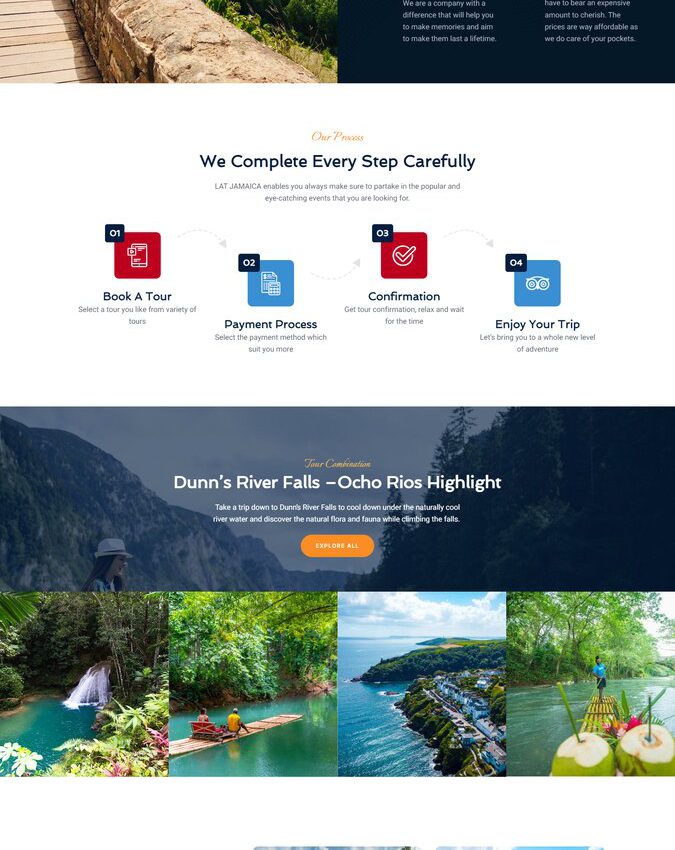 We are a company with a
difference that will help you
to make memories and aim
to make them last a lifetime.
have to bear an expensive
amount to cherish. The
prices are way affordable as
we do care of your pockets.
Our Process
We Complete Every Step Carefully
LAT JAMAICA enables you always make sure to partake in the popular and
eye-catching events that you are looking for.
01
Book A Tour
Select a tour you like from variety of
tours
02
Payment Process
Select the payment method which
suit you more
03
Confirmation
Get tour confirmation, relax and wait
for the time
04
Enjoy Your Trip
Let's bring you to a whole new level
of adventure
Tour Combination
Dunn's River Falls –Ocho Rios Highlight
Take a trip down to Dunn's River Falls to cool down under the naturally cool
river water and discover the natural flora and fauna while climbing the falls.
EXPLORE ALL